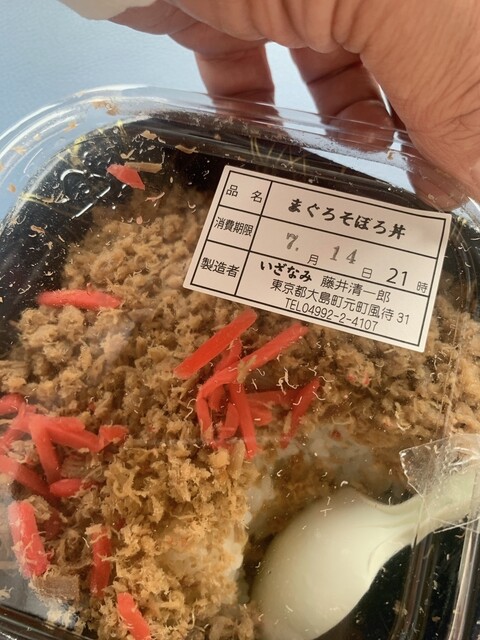 品名 まぐろそぼろ丼
消費期限 7.月14日21時
製造者 いざなみ 藤井清一郎
東京都大島町元町風待31
TEL04992-2-4107